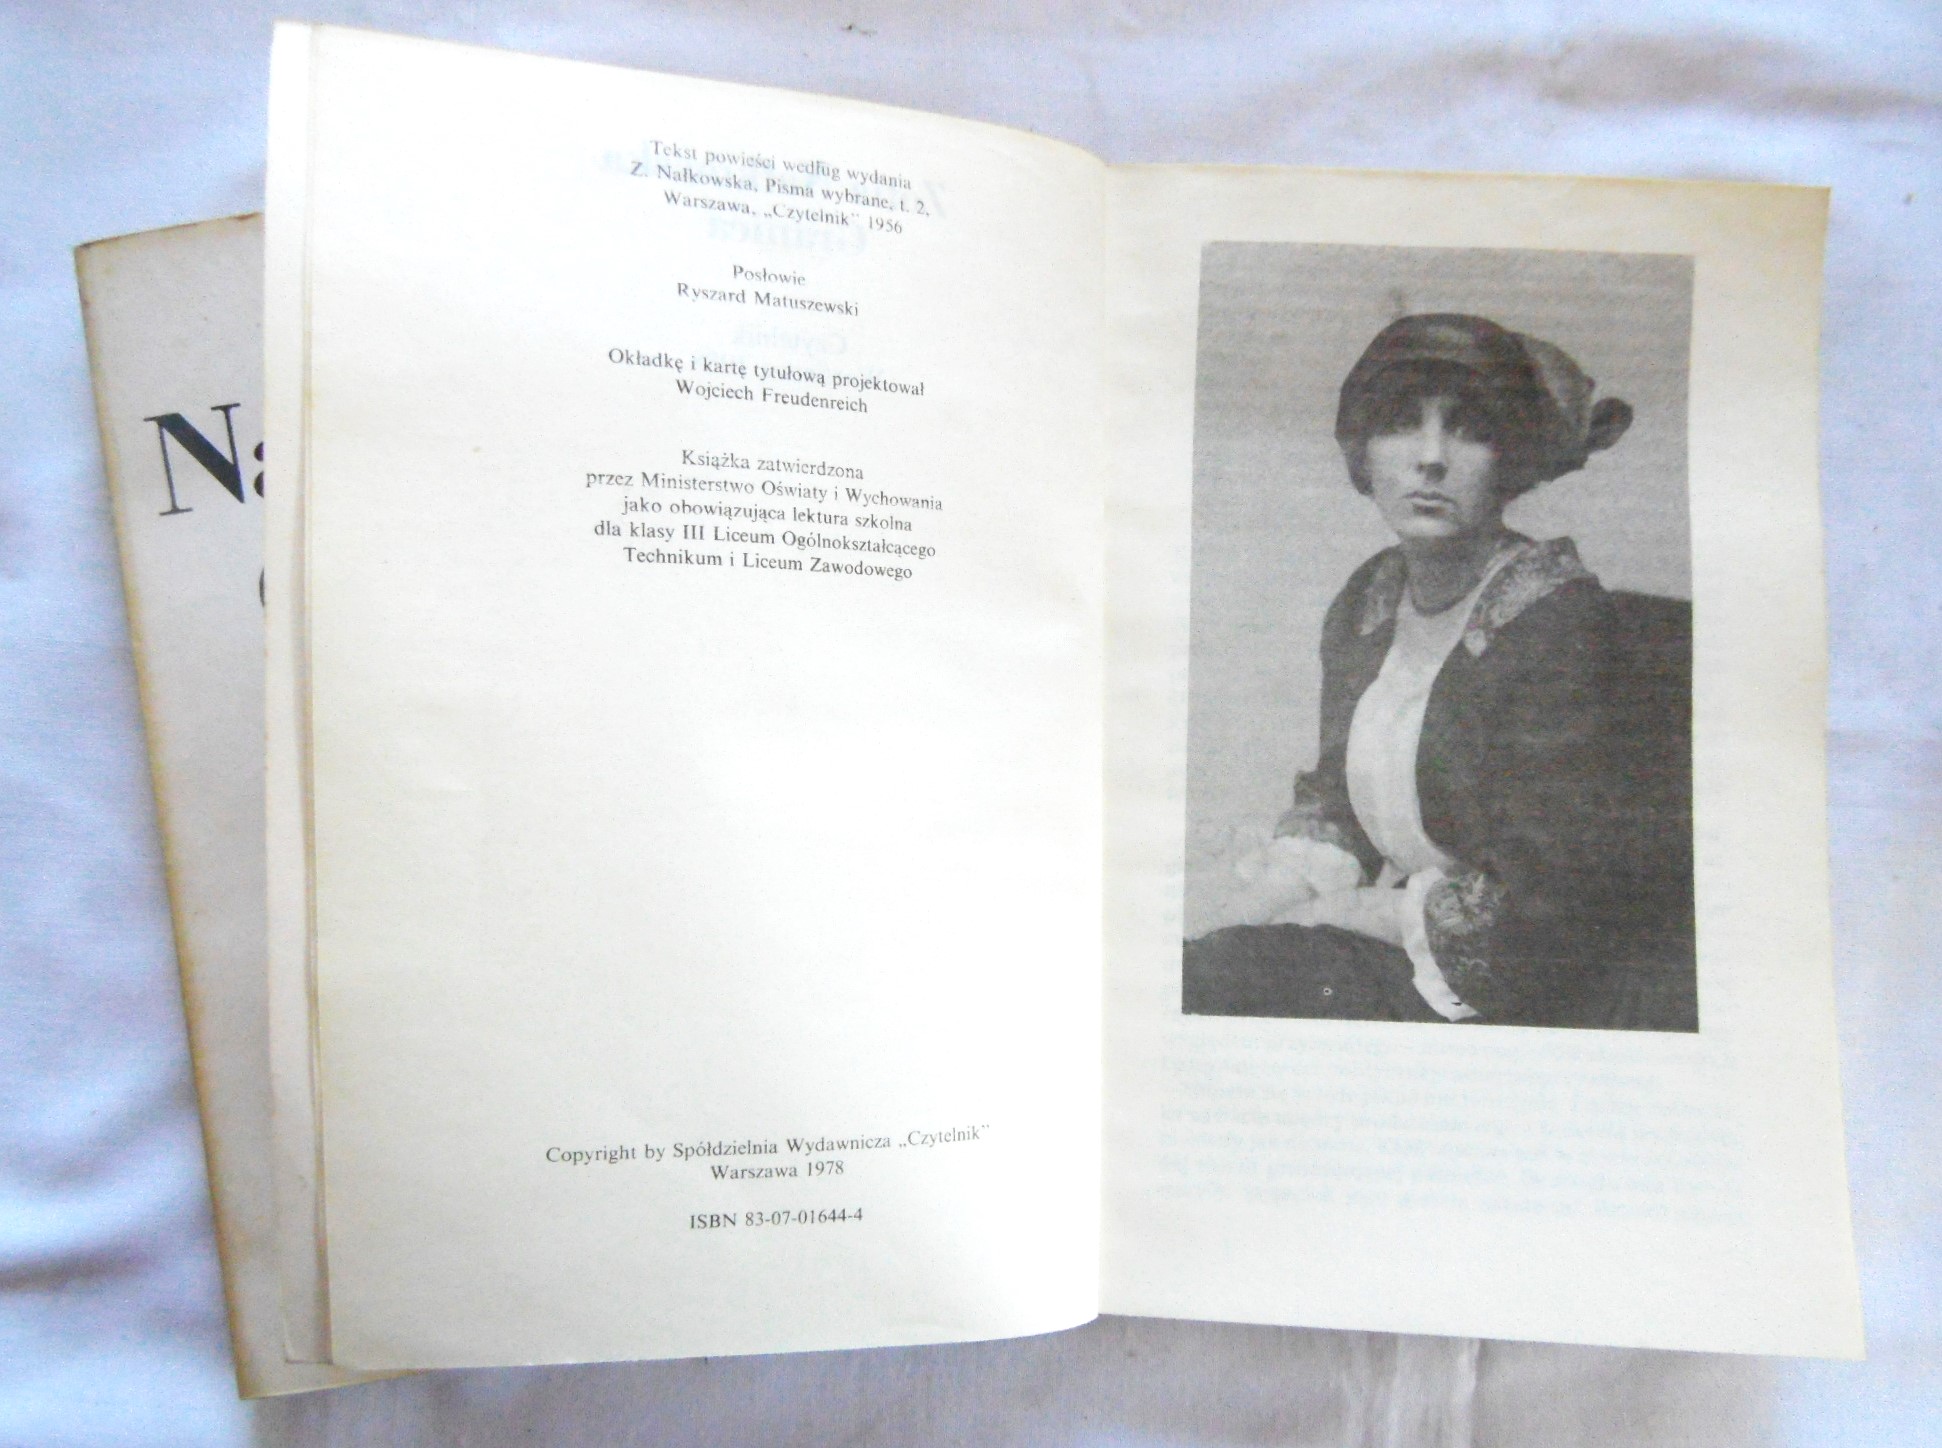 Na
Tekst powieści według wydania
Z. Nałkowska, Pisma wybrane, t. 2,
Warszawa, „Czytelnik” 1956
Posłowie
Ryszard Matuszewski
Okładkę i kartę tytułową projektował
Wojciech Freudenreich
Książka zatwierdzona
przez Ministerstwo Oświaty i Wychowania
jako obowiązująca lektura szkolna
dla klasy III Liceum Ogólnokształcącego
Technikum i Liceum Zawodowego
Copyright by Spółdzielnia Wydawnicza „Czytelnik”
Warszawa 1978
ISBN 83-07-01644-4